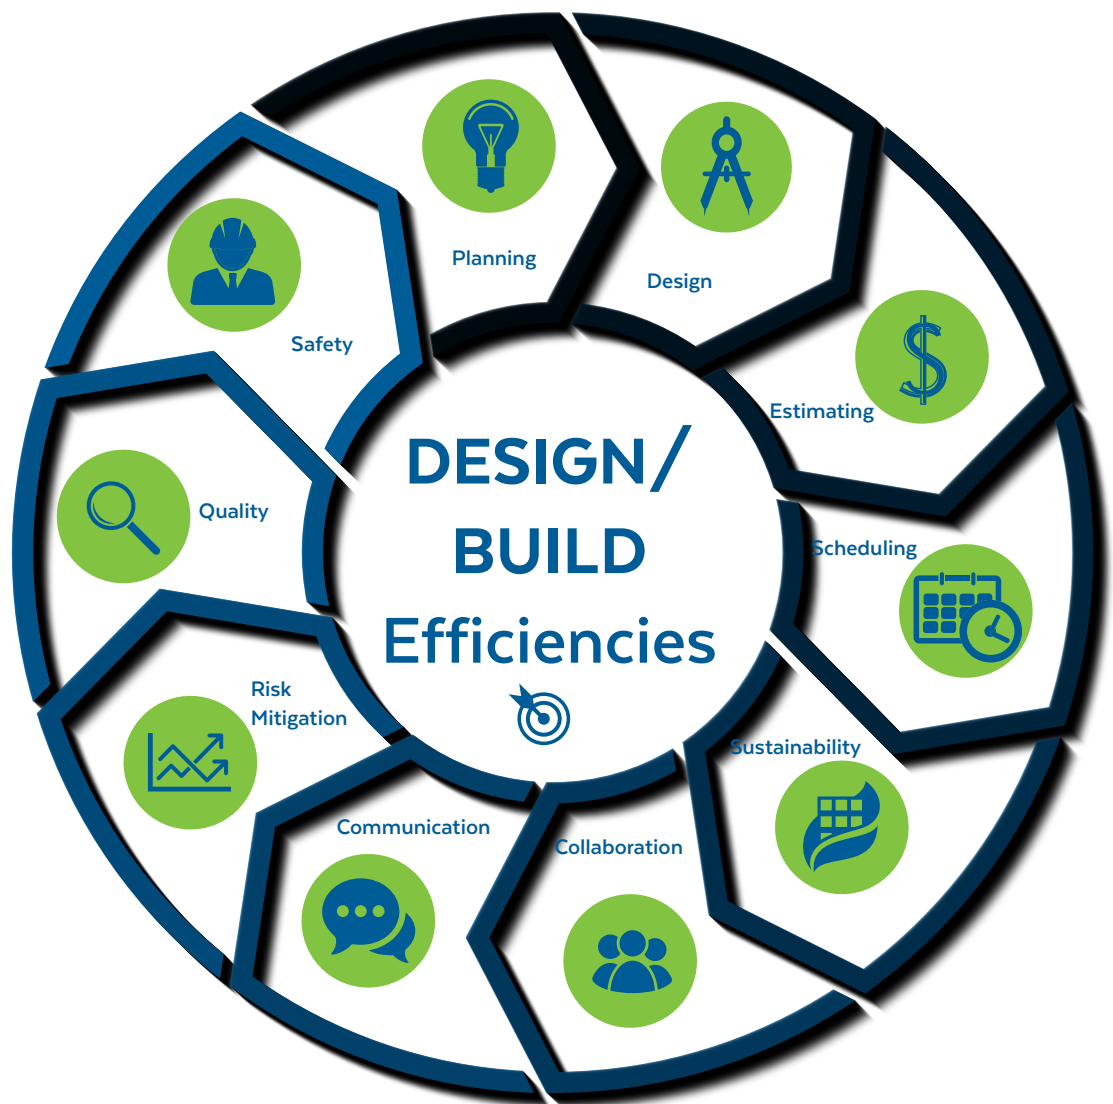 Planning
Design
Estimating
Scheduling
Sustainability
Collaboration
Communication
Risk
Mitigation
Quality
Safety
DESIGN/
BUILD
Efficiencies